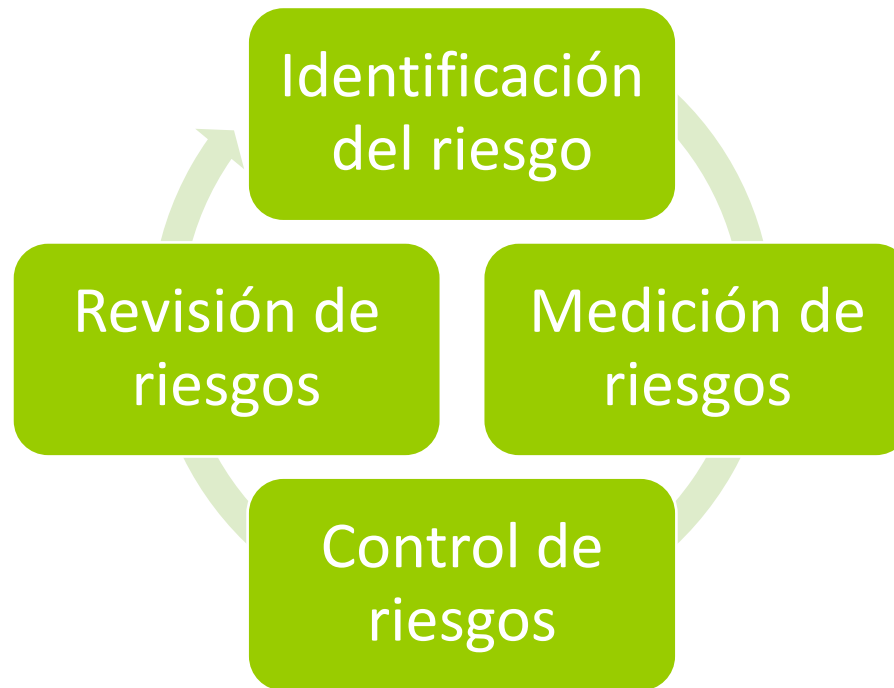 Identificación
del riesgo
Medición de
riesgos
Control de
riesgos
Revisión de
riesgos